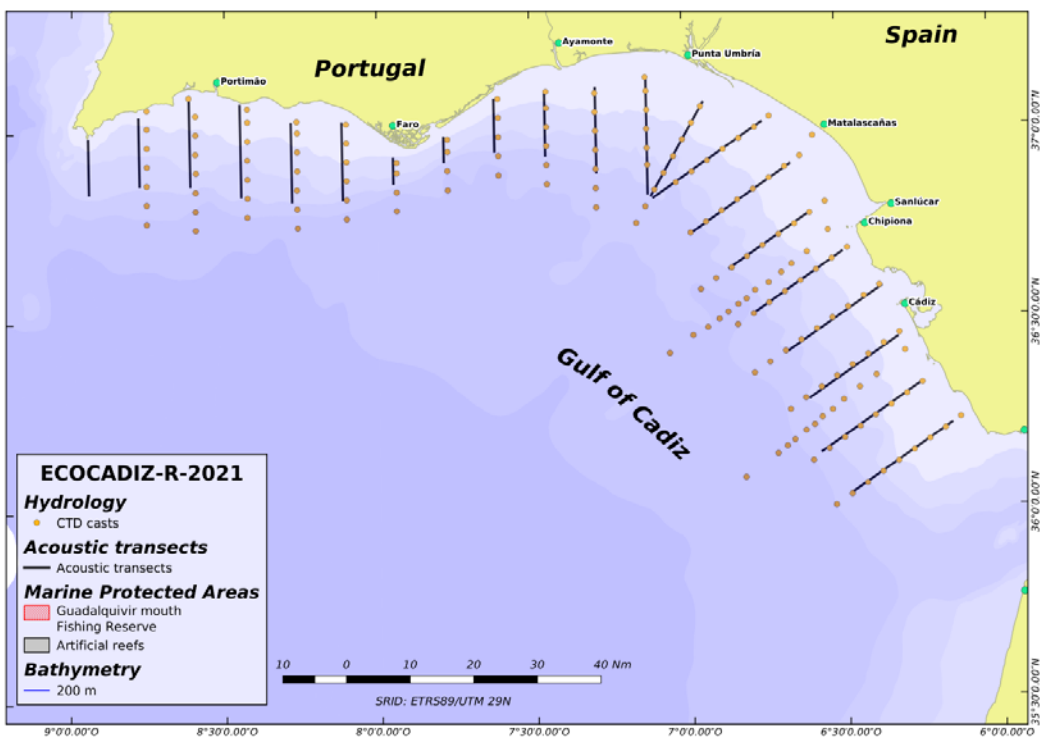 Spain
Ayamonte
Punta Umbría
Portugal
Portimão
Faro
Matalascañas
37°0'0.00"N
Sanlúcar
Chipiona
Cádiz
36°30'0.00"N
Gulf of Cadiz
ECOCADIZ-R-2021
Hydrology
CTD casts
Acoustic transects
Acoustic transects
Marine Protected Areas
Guadalquivir mouth
Fishing Reserve
Artificial reefs
Bathymetry
200 m
36°0'0.00"N
10 0 10 20 30 40 Nm
SRID: ETRS89/UTM 29N
35°30'0.00"N
9°0'0.00"O 8°30'0.00"O 8°0'0.00"O 7°30'0.00"O 7°0'0.00"O 6°30'0.00"O 6°0'0.00"O